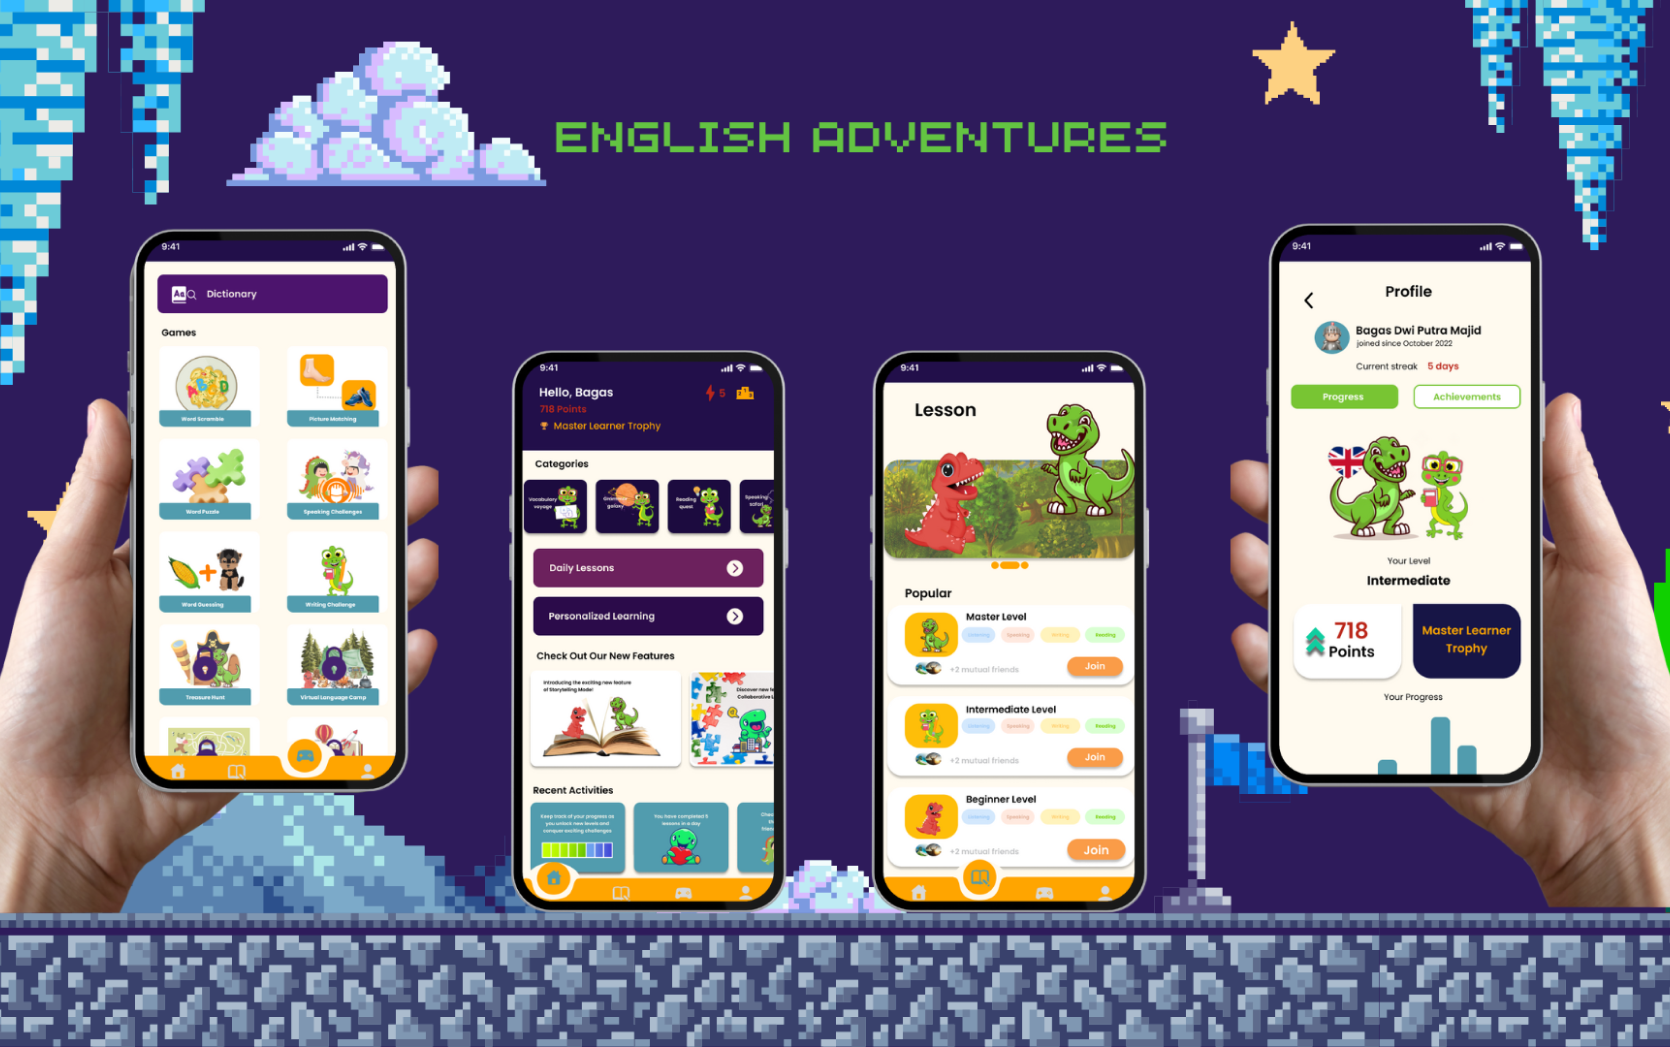 ENGLISH ADVENTURES
9:41
Dictionary
Games
Word Scramble
Picture Matching
Word Puzzle
Speaking Challenges
Word Guessing
Writing Challenge
Treasure Hunt
Virtual Language Camp
9:41
Hello, Bagas
5
718 Points
Master Learner Trophy
Categories
Vocabulary
voyage
Grammar
galaxy
Reading
quest
Speaking
safari
Daily Lessons
Personalized Learning
Check Out Our New Features
Introducing the exciting new feature
of Storytelling Mode!
Discover new
Collaborative
Recent Activities
Keep track of your progress as
you unlock new levels and
conquer exciting challenges
You have completed 5
lessons in a day
9:41
Lesson
Popular
Master Level
Listening
Speaking
Writing
Reading
+2 mutual friends
Join
Intermediate Level
Listening
Speaking
Writing
Reading
+2 mutual friends
Join
Beginner Level
Listening
Speaking
Writing
Reading
+2 mutual friends
Join
9:41
Profile
Bagas Dwi Putra Majid
joined since October 2022
Current streak 5 days
Progress
Achievements
Your Level
Intermediate
718
Points
Master Learner
Trophy
Your Progress